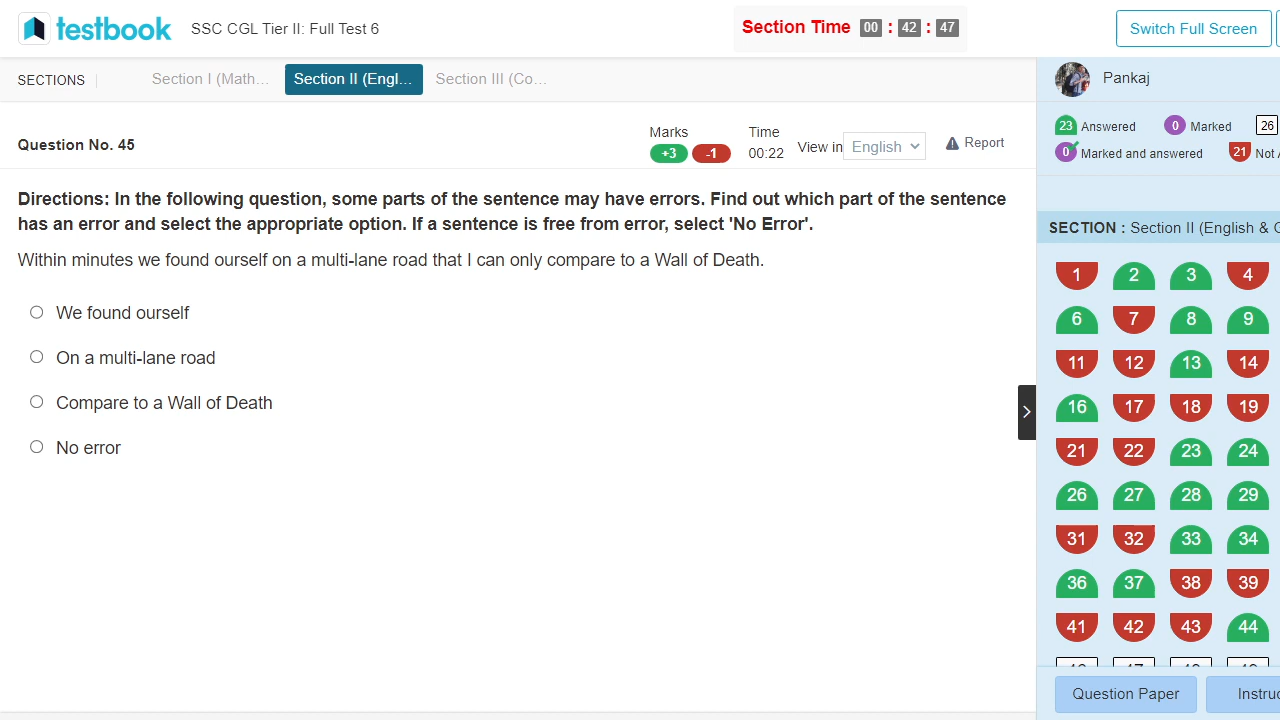 testbook SSC CGL Tier II: Full Test 6 Section Time 00 : 42 : 47 Switch Full Screen
SECTIONS Section I (Math... Section II (Engl... Section III (Co... Pankaj
Question No. 45 Marks +3 -1 Time 00:22 View in English Report
23 Answered 0 Marked 26
0 Marked and answered 21 Not
Directions: In the following question, some parts of the sentence may have errors. Find out which part of the sentence
has an error and select the appropriate option. If a sentence is free from error, select 'No Error'.
Within minutes we found ourself on a multi-lane road that I can only compare to a Wall of Death.
We found ourself
On a multi-lane road
Compare to a Wall of Death
No error
SECTION : Section II (English &
1 2 3 4
6 7 8 9
11 12 13 14
16 17 18 19
21 22 23 24
26 27 28 29
31 32 33 34
36 37 38 39
41 42 43 44
Question Paper Instruc